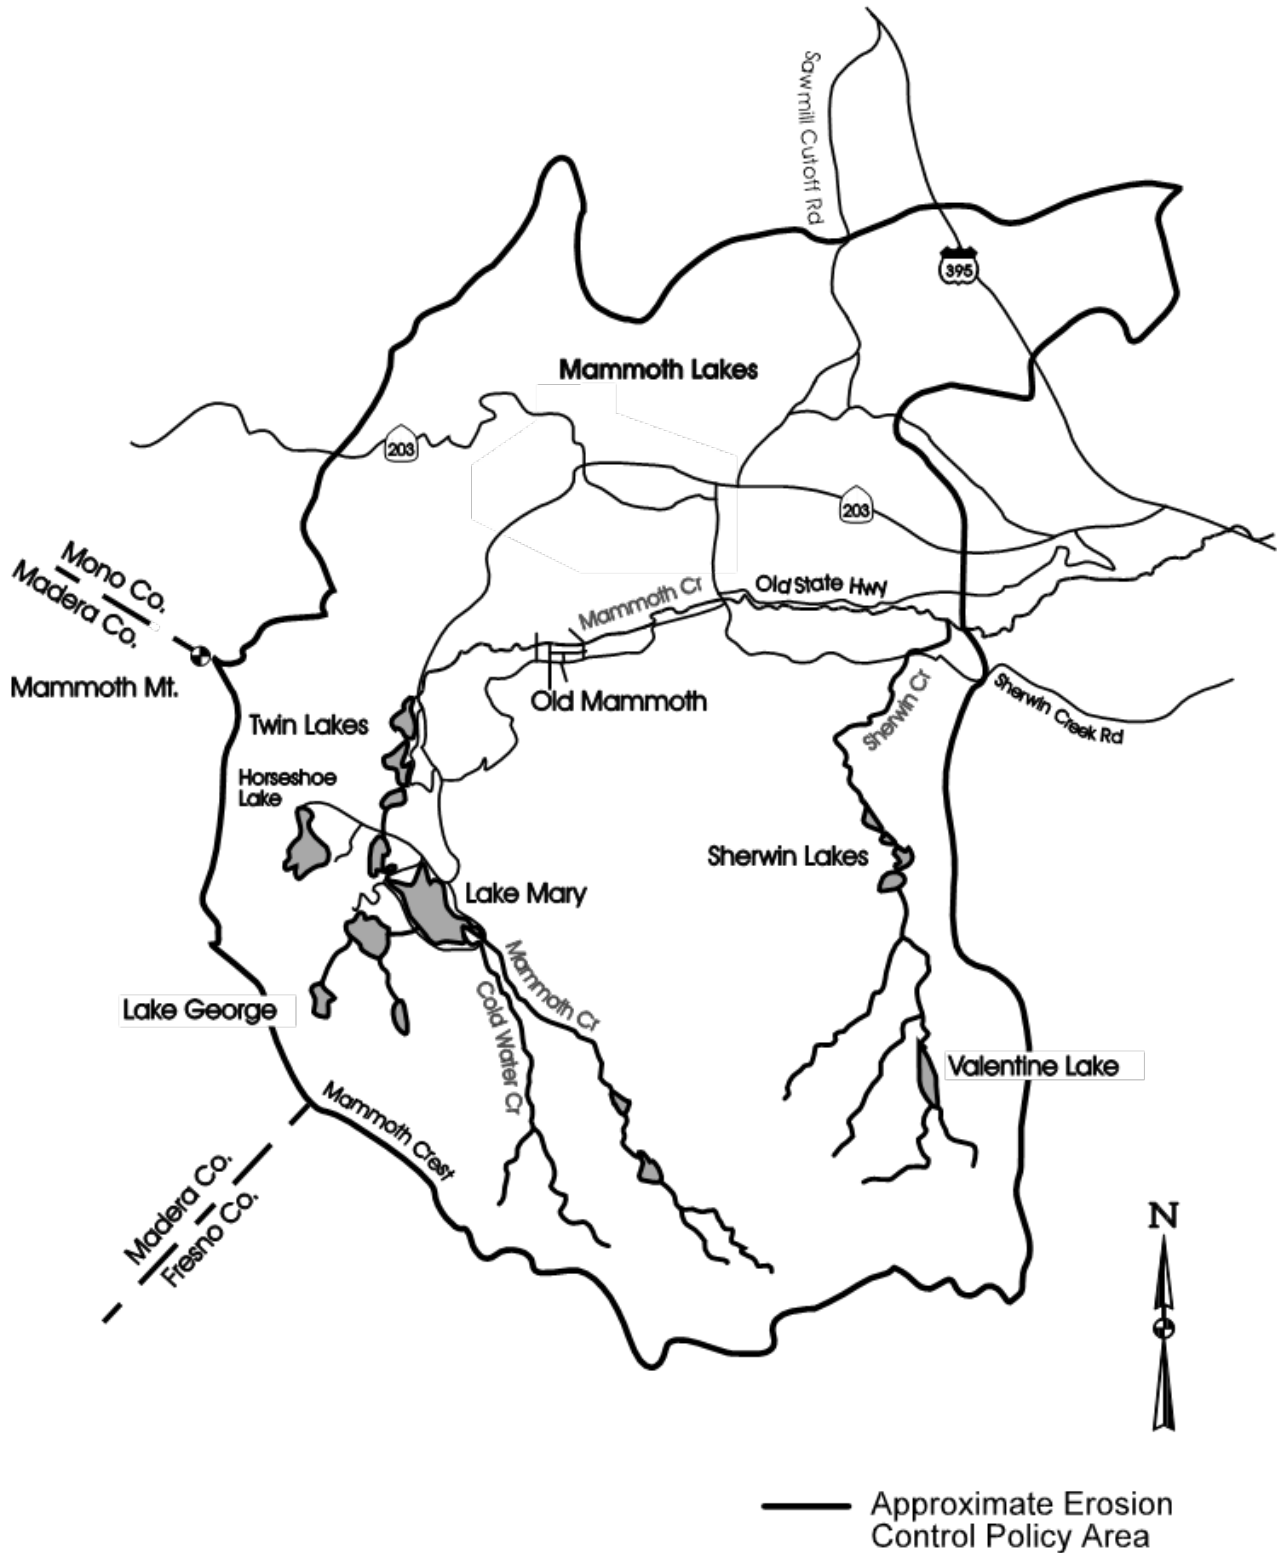 Sawmill Cutoff Rd
395
Mammoth Lakes
203
203
Mono Co.
Madera Co.
Mammoth Cr
Old State Hwy
Mammoth Mt.
Old Mammoth
Sherwin Cr
Sherwin Creek Rd
Twin Lakes
Horseshoe
Lake
Sherwin Lakes
Lake Mary
Mammoth Cr
Cold Water Cr
Lake George
Valentine Lake
Mammoth Crest
Madera Co.
Fresno Co.
N
Approximate Erosion
Control Policy Area